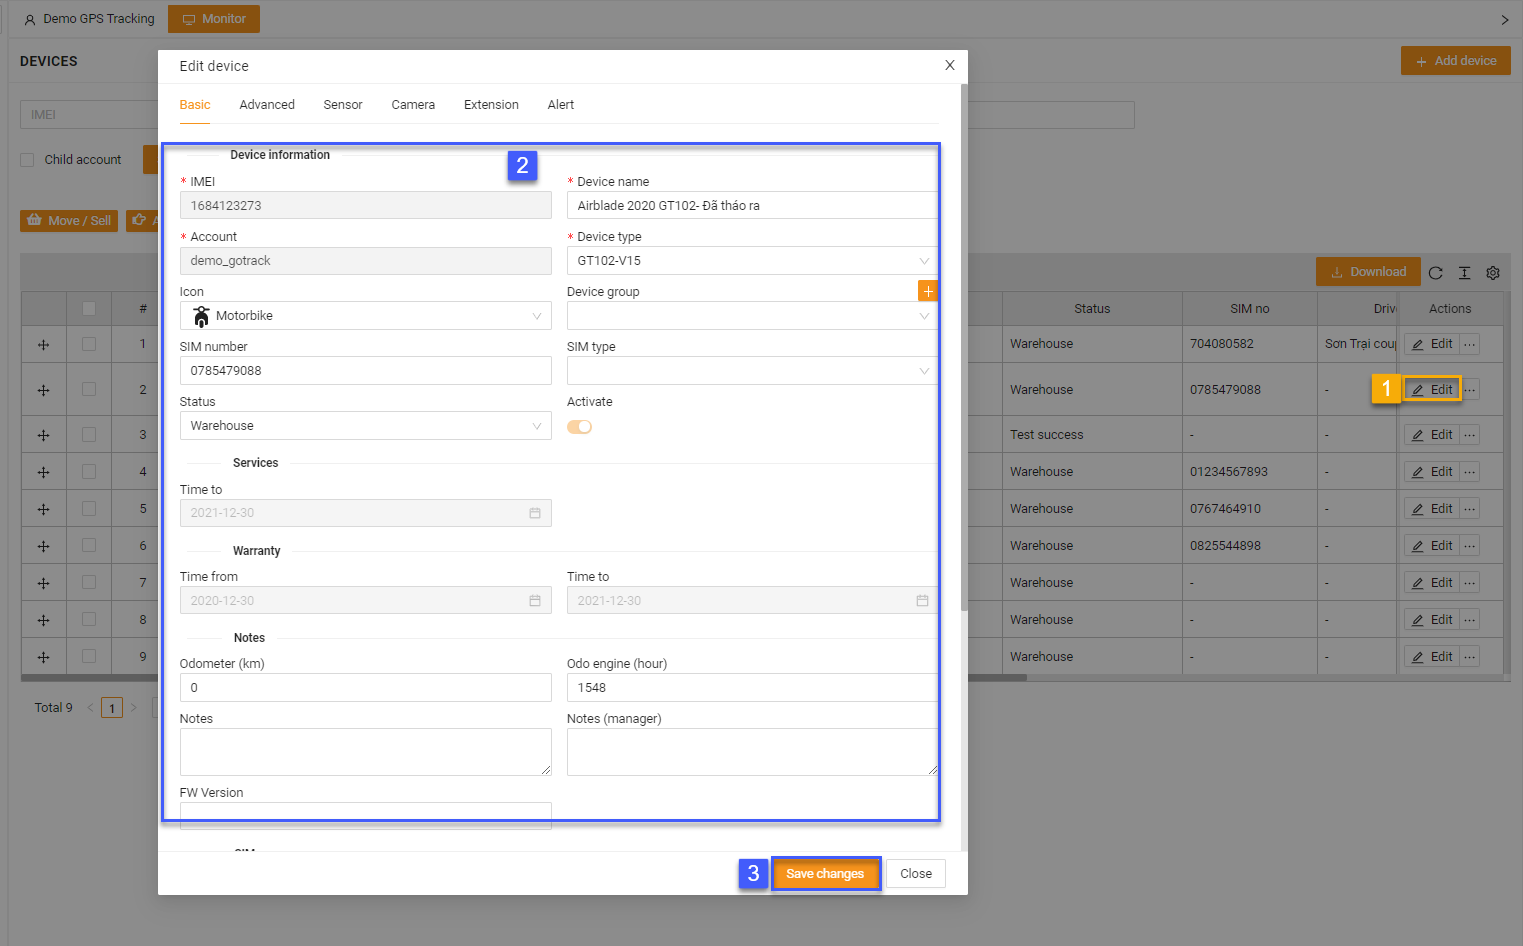 Demo GPS Tracking Monitor
DEVICES
Add device
Edit device
Basic Advanced Sensor Camera Extension Alert
IMEI
Child account
Move / Sell
Device information
2
* IMEI * Device name
1684123273 Airblade 2020 GT102- Đã tháo ra
* Account * Device type
demo_gotrack GT102-V15
Icon Device group
Motorbike
SIM number SIM type
0785479088
Status Activate
Warehouse
Services
Time to
2021-12-30
Warranty
Time from Time to
2020-12-30 2021-12-30
Notes
Odometer (km) Odo engine (hour)
0 1548
Notes Notes (manager)
FW Version
SIM
3 Save changes Close
Download
# Status SIM no Driv Actions
1 Warehouse 704080582 Sơn Trại coup Edit ...
2 Warehouse 0785479088 - 1 Edit ...
3 Test success - - Edit ...
4 Warehouse 01234567893 - Edit ...
5 Warehouse 0767464910 - Edit ...
6 Warehouse 0825544898 - Edit ...
7 Warehouse - - Edit ...
8 Warehouse - - Edit ...
9 Warehouse - - Edit ...
Total 9 < 1 >